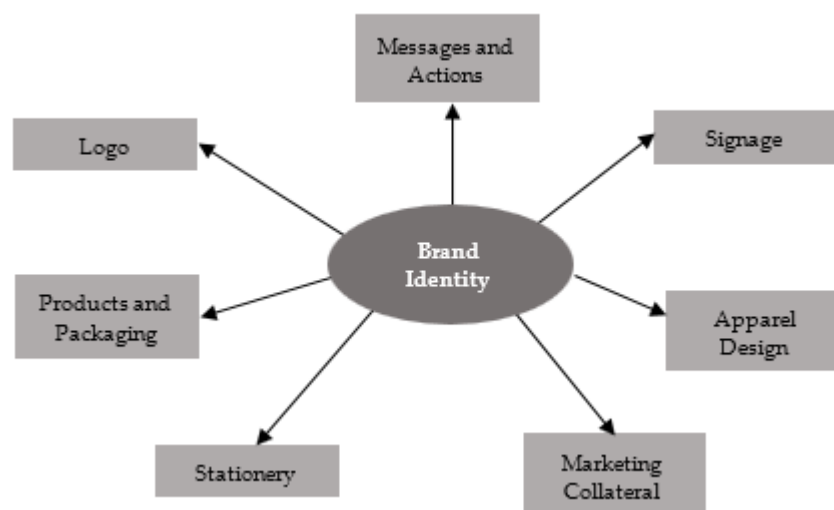 Messages and
Actions
Logo
Signage
Brand
Identity
Products and
Packaging
Apparel
Design
Stationery
Marketing
Collateral